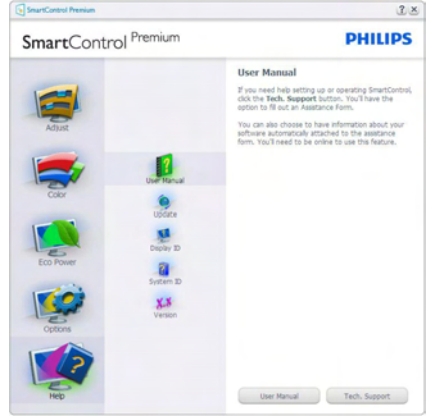 SmartControl Premium
? X
SmartControl Premium
PHILIPS
Adjust
Color
Eco Power
Options
Help
User Manual
Update
Display ID
System ID
Version
User Manual
If you need help setting up or operating SmartControl,
click the Tech. Support button. You'll have the
option to fill out an Assistance Form.
You can also choose to have information about your
software automatically attached to the assistance
form. You'll need to be online to use this feature.
User Manual
Tech. Support